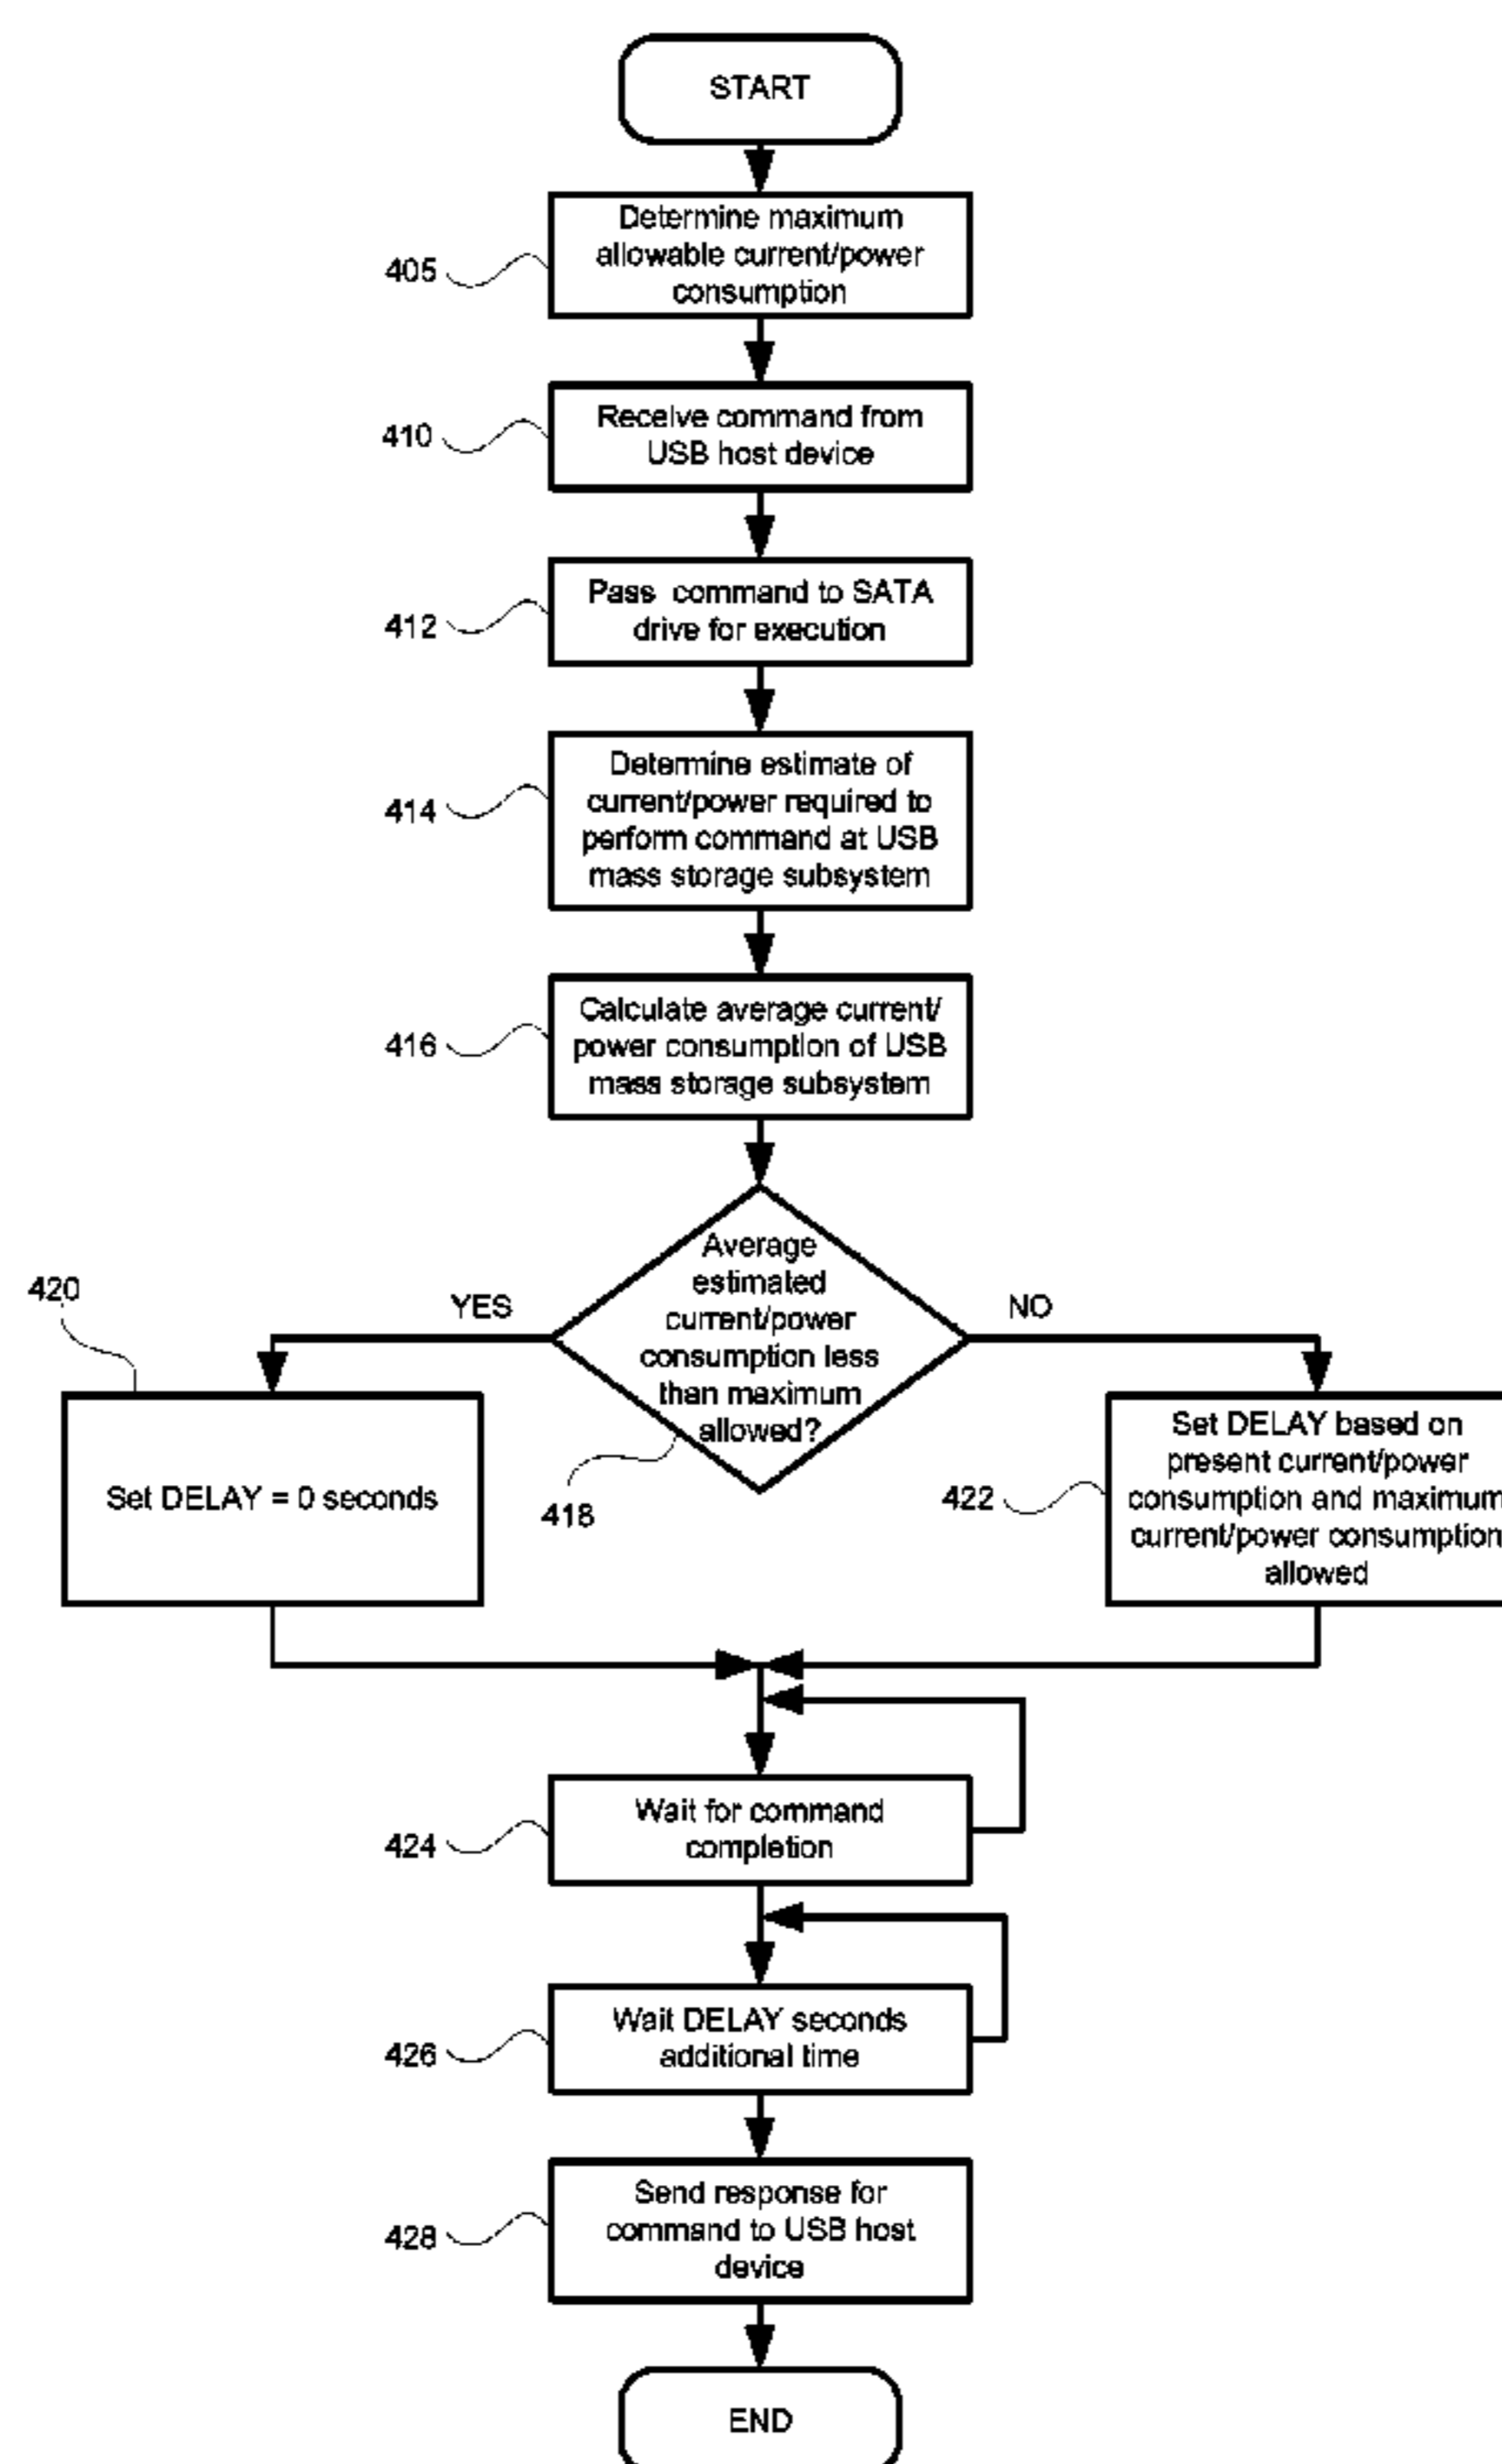 START
Determine maximum
allowable current/power
consumption
405
Receive command from
USB host device
410
Pass command to SATA
drive for execution
412
Determine estimate of
current/power required to
perform command at USB
mass storage subsystem
414
Calculate average current/
power consumption of USB
mass storage subsystem
416
Average
estimated
current/power
consumption less
than maximum
allowed?
418
YES
NO
420
Set DELAY = 0 seconds
422
Set DELAY based on
present current/power
consumption and maximum
current/power consumption
allowed
Wait for command
completion
424
Wait DELAY seconds
additional time
426
Send response for
command to USB host
device
428
END